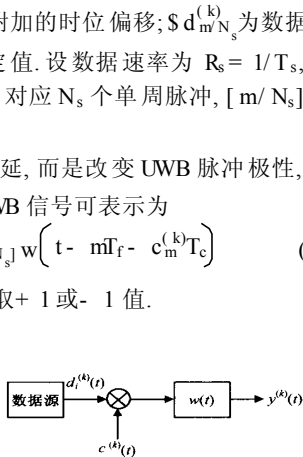 附加的时位偏移; $ d_{m/N_s}^{(k)} 为数据
定值. 设数据速率为 R_s = 1/T_s,
对应 N_s 个单周脉冲, [ m/ N_s]
延, 而是改变 UWB 脉冲极性,
WB 信号可表示为
N_s] w( t - mT_f - c_m^{(k)}T_c ) (
取+ 1 或- 1 值.
数据源 d_i^{(k)}(t) w(t) y^{(k)}(t)
c^{(k)}(t)